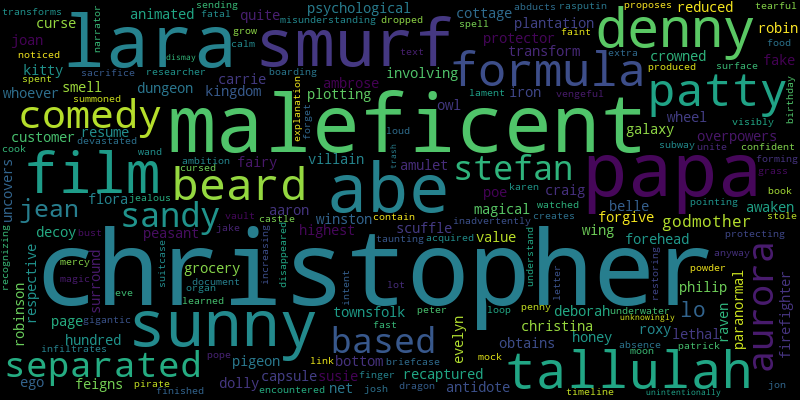 transforms curse animated quite sending fatal psychological misunderstanding dropped abducts rasputin cottage proposes reduced tearful
joan narrator lara grow calm smurf spell plantation denny robin
noticed sacrifice researcher text protector faint crowned food fake
kitty spent carrie boarding ambrose involving transform formula extra produced surface
whoever smell dungeon kingdom summoned explanation forget plotting owl lament iron vengeful patty birthday
comedy maleficent wheel visibly
customer resume devastated loud galaxy subway confident
cook wand villain trash overpowers unite forming
uncovers film ambition cursed fairy beard abe amulet stefan papa grass
flora jealous aaron winston poe karen craig belle book
jean decoy sandy vault castle contain scuffle magical watched forgive pointing stole
peasant jake highest taunting acquired inadvertently creates wing godmother awaken
recognizing bust christopher disappeared increasing value understand forehead protecting
mercy surround suitcase grocery document intent lot letter restoring philip anyway aurora
respective magic eve organ learned townsfolk peter loop penny deborah underwater powder raven paranormal firefighter
robinson page gigantic sunny fast based evelyn christina unknowingly roxy lethal
hundred infiltrates pope pigeon link bottom briefcase mock obtains honey absence patrick
separated dolly capsule susie finger recaptured tallulah moon timeline
ego feigns pirate finished encountered net josh dragon antidote unintentionally jon